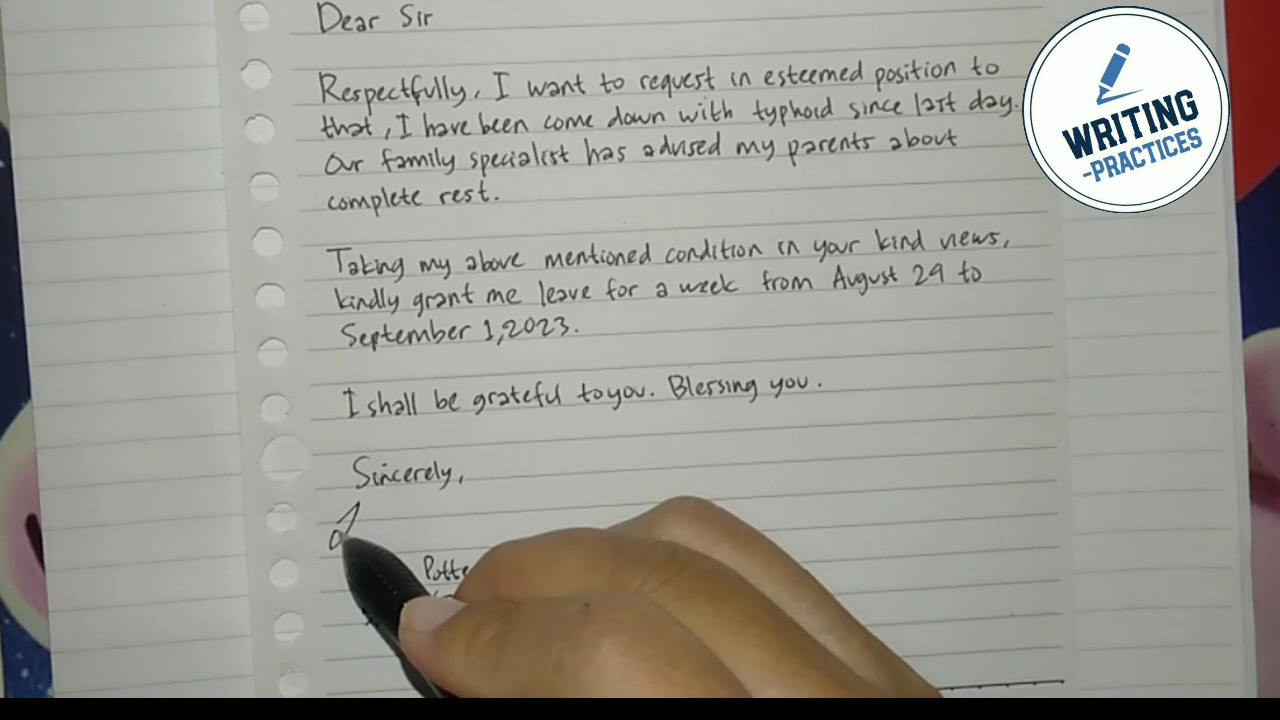 Dear Sir
Respectfully, I want to request in esteemed position to
that, I have been come down with typhoid since last day.
Our family specialist has advised my parents about
complete rest.
Taking my above mentioned condition in your kind news,
kindly grant me leave for a week from August 29 to
September 1, 2023.
I shall be grateful to you. Blessing you.
Sincerely,
WRITING
-PRACTICES